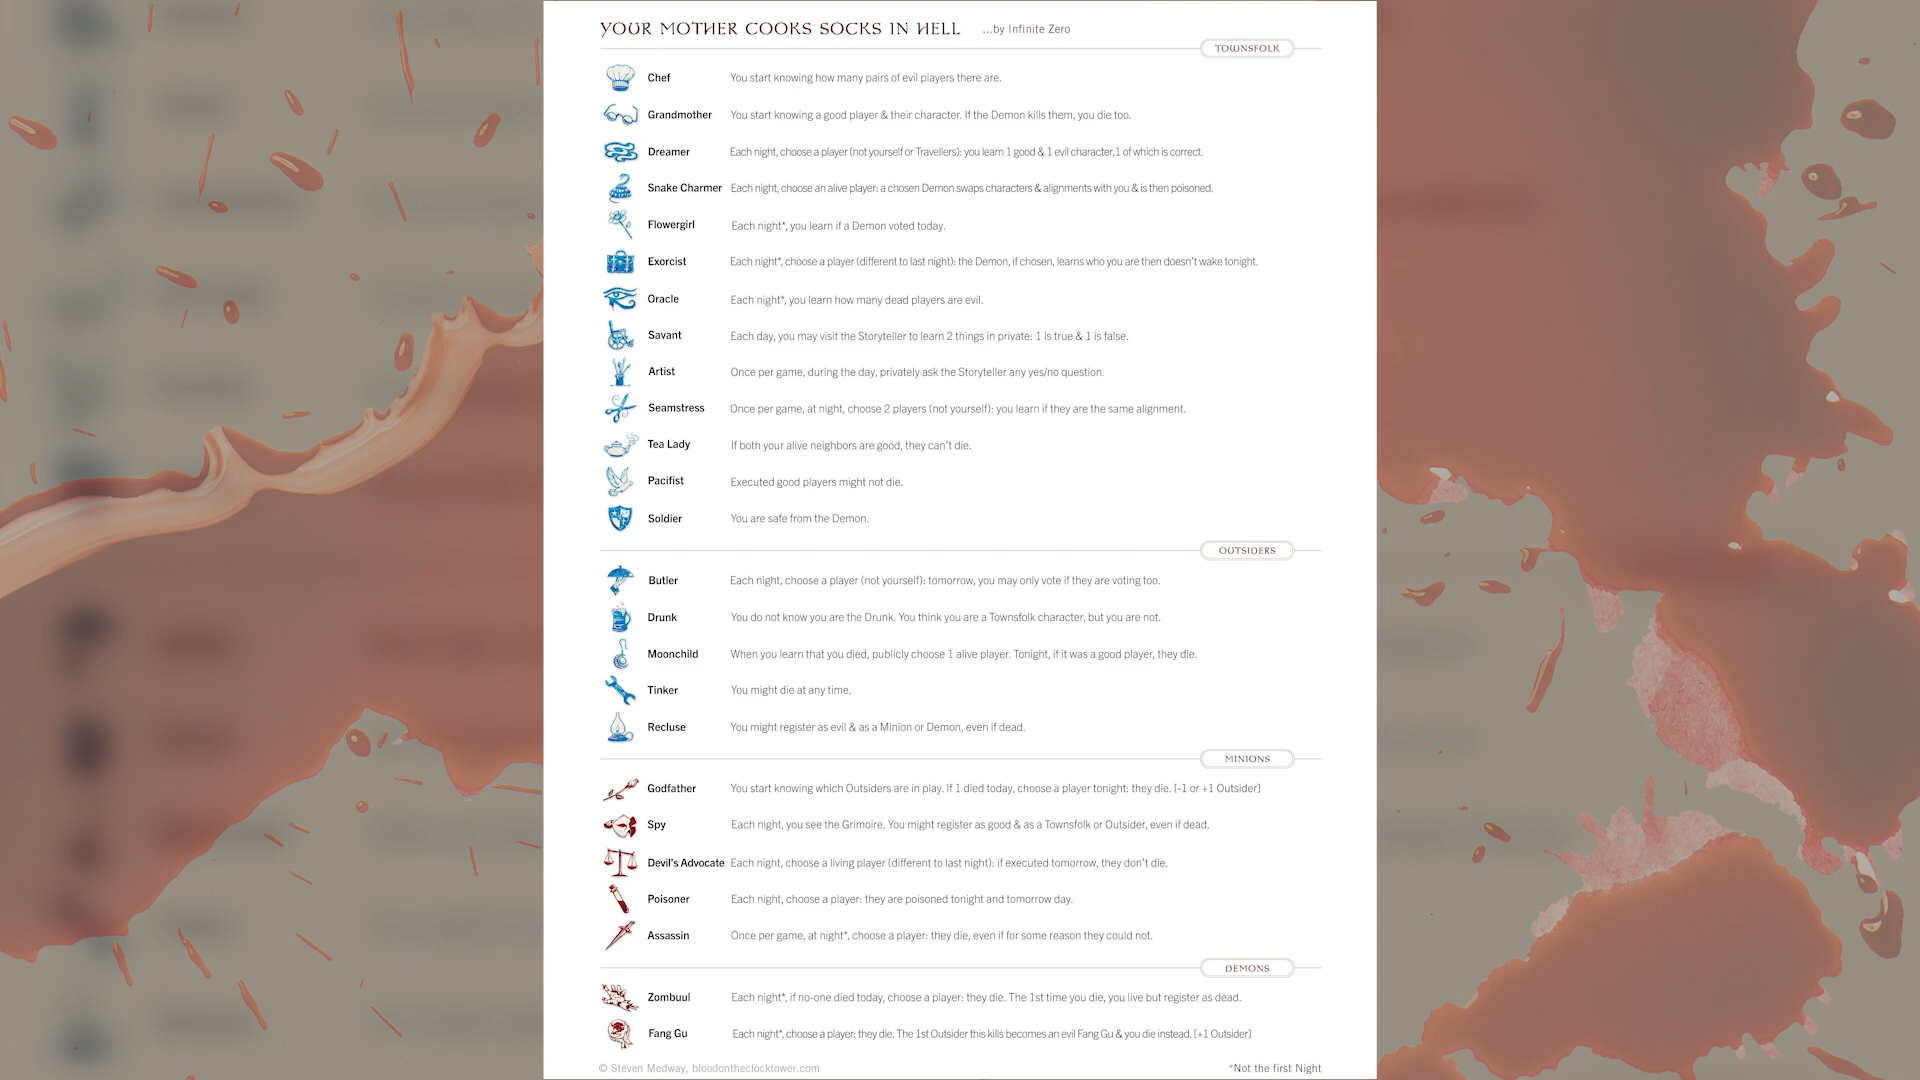 YOUR MOTHER COOKS SOCKS IN HELL ...by Infinite Zero
TOWNSFOLK
Chef You start knowing how many pairs of evil players there are.
Grandmother You start knowing a good player & their character. If the Demon kills them, you die too.
Dreamer Each night, choose a player (not yourself or Travellers): you learn 1 good & 1 evil character,1 of which is correct.
Snake Charmer Each night, choose an alive player: a chosen Demon swaps characters & alignments with you & is then poisoned.
Flowergirl Each night*, you learn if a Demon voted today.
Exorcist Each night*, choose a player (different to last night): the Demon, if chosen, learns who you are then doesn't wake tonight.
Oracle Each night*, you learn how many dead players are evil.
Savant Each day, you may visit the Storyteller to learn 2 things in private: 1 is true & 1 is false.
Artist Once per game, during the day, privately ask the Storyteller any yes/no question.
Seamstress Once per game, at night, choose 2 players (not yourself): you learn if they are the same alignment.
Tea Lady If both your alive neighbors are good, they can't die.
Pacifist Executed good players might not die.
Soldier You are safe from the Demon.
OUTSIDERS
Butler Each night, choose a player (not yourself): tomorrow, you may only vote if they are voting too.
Drunk You do not know you are the Drunk. You think you are a Townsfolk character, but you are not.
Moonchild When you learn that you died, publicly choose 1 alive player. Tonight, if it was a good player, they die.
Tinker You might die at any time.
Recluse You might register as evil & as a Minion or Demon, even if dead.
MINIONS
Godfather You start knowing which Outsiders are in play. If 1 died today, choose a player tonight: they die. [-1 or +1 Outsider]
Spy Each night, you see the Grimoire. You might register as good & as a Townsfolk or Outsider, even if dead.
Devil's Advocate Each night, choose a living player (different to last night): if executed tomorrow, they don't die.
Poisoner Each night, choose a player: they are poisoned tonight and tomorrow day.
Assassin Once per game, at night*, choose a player: they die, even if for some reason they could not.
DEMONS
Zombuul Each night*, if no-one died today, choose a player: they die. The 1st time you die, you live but register as dead.
Fang Gu Each night*, choose a player: they die. The 1st Outsider this kills becomes an evil Fang Gu & you die instead. [+1 Outsider]
© Steven Medway, bloodontheclocktower.com *Not the first Night